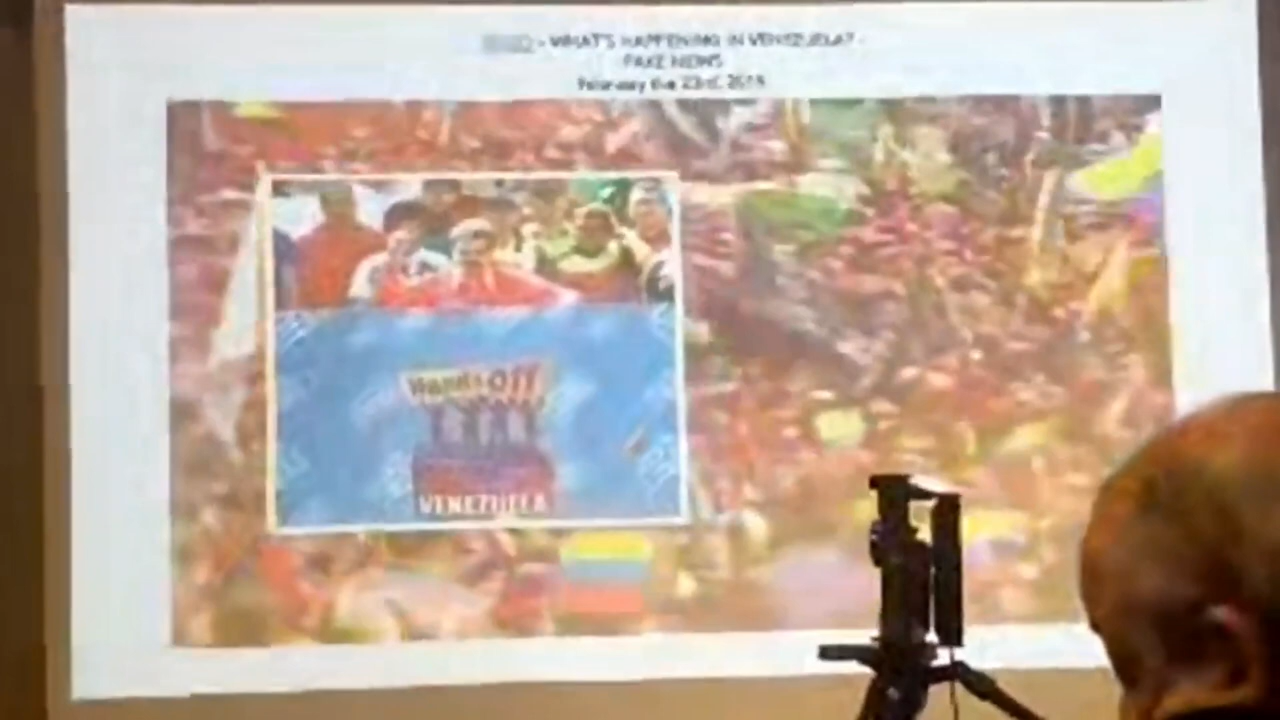 - WHAT'S HAPPENING IN VENEZUELA? -
FAKE NEWS
February the 23rd, 2019
Hands Off
VENEZUELA